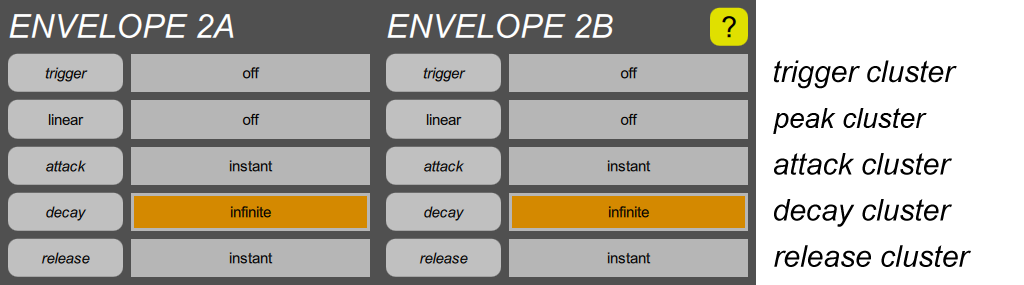 ENVELOPE 2A ENVELOPE 2B ?
trigger off trigger off trigger cluster
linear off linear off peak cluster
attack instant attack instant attack cluster
decay infinite decay infinite decay cluster
release instant release instant release cluster